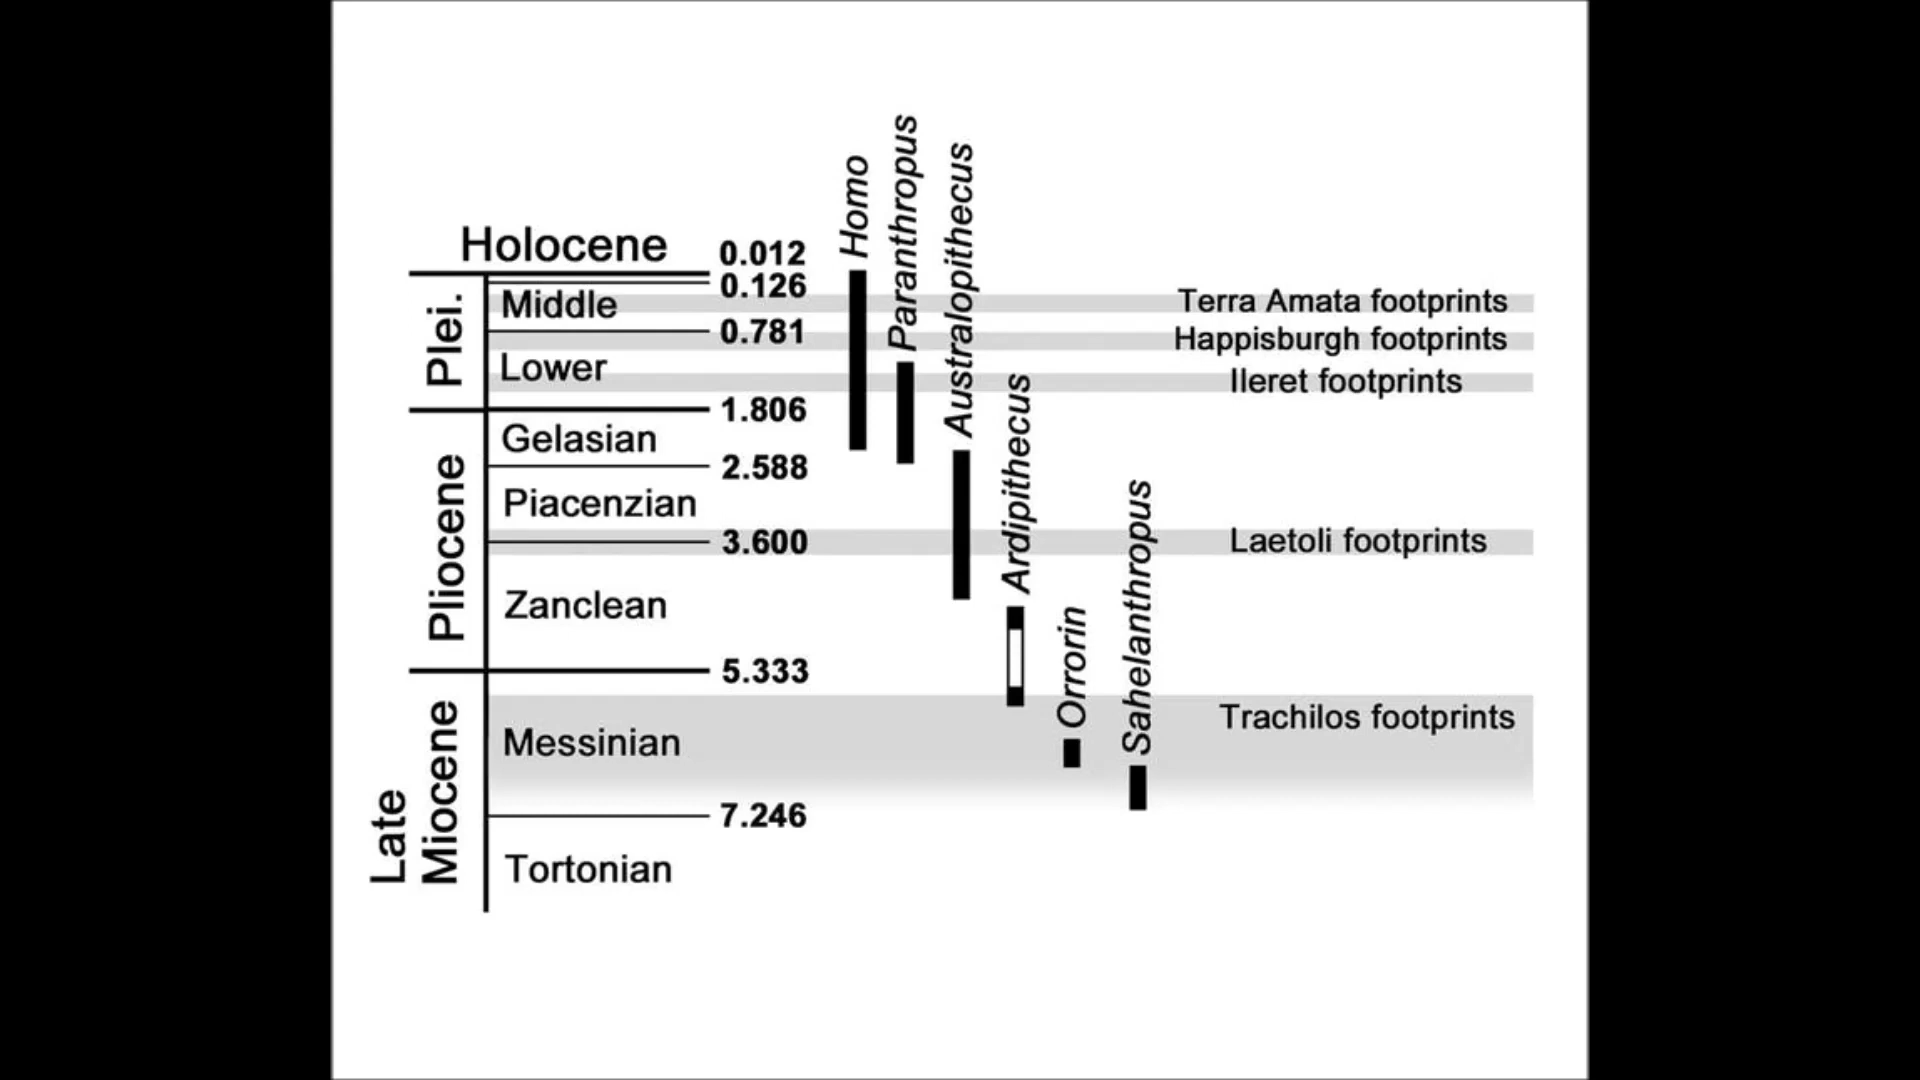 Homo
Paranthropus
Australopithecus
Ardipithecus
Orrorin
Sahelanthropus
Holocene
0.012
0.126
Plei.
Middle
Terra Amata footprints
0.781
Happisburgh footprints
Lower
Ileret footprints
1.806
Pliocene
Gelasian
2.588
Piacenzian
3.600
Laetoli footprints
Zanclean
5.333
Late
Miocene
Messinian
Trachilos footprints
7.246
Tortonian